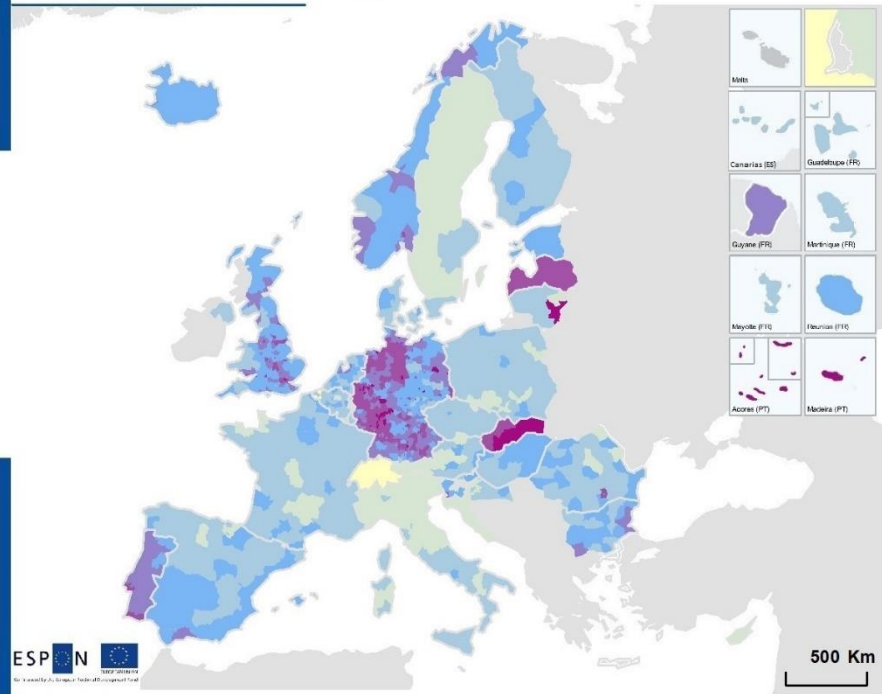 Malta
Canarias (ES)
Guadeloupe (FR)
Guyane (FR)
Martinique (FR)
Mayotte (FR)
Reunion (FR)
Acores (PT)
Madeira (PT)
ESPON
500 Km